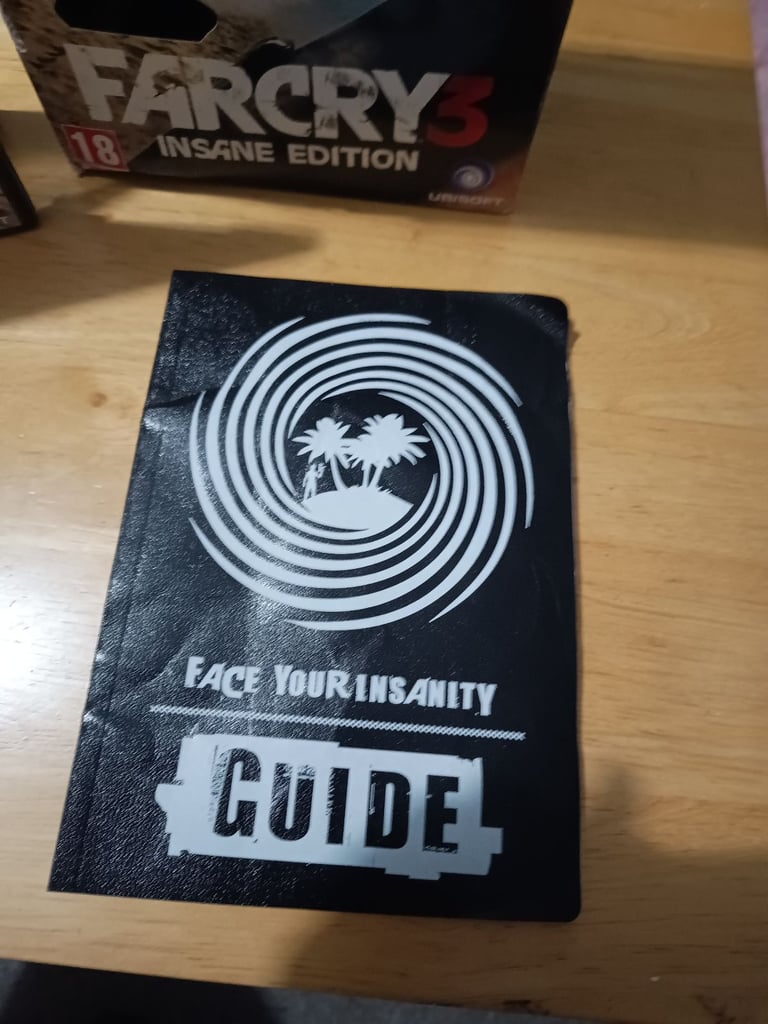 FARCRY3
18
INSANE EDITION
UBISOFT
FACE YOUR INSANITY
GUIDE